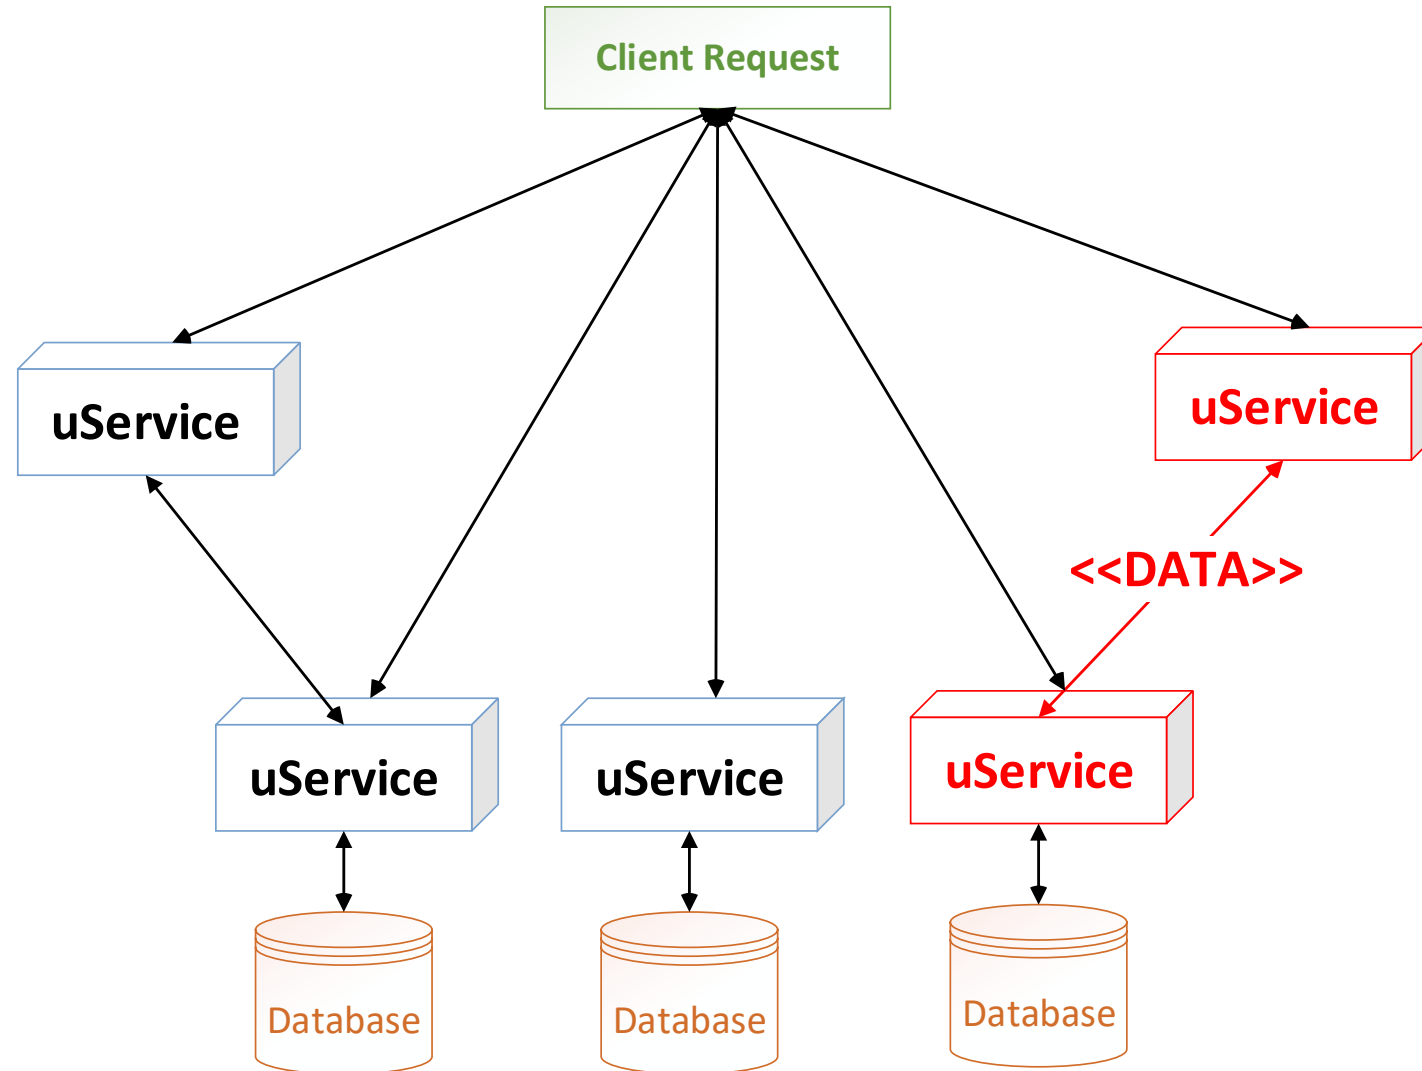 Client Request
uService
uService
<<DATA>>
uService
uService
uService
Database
Database
Database